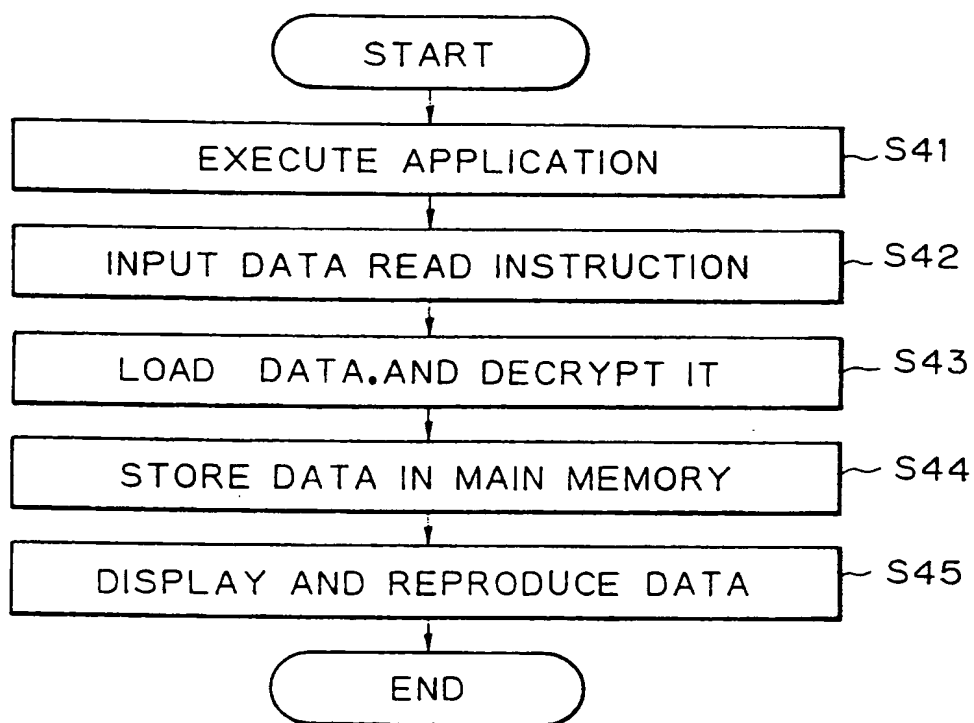 START
EXECUTE APPLICATION S41
INPUT DATA READ INSTRUCTION S42
LOAD DATA.AND DECRYPT IT S43
STORE DATA IN MAIN MEMORY S44
DISPLAY AND REPRODUCE DATA S45
END